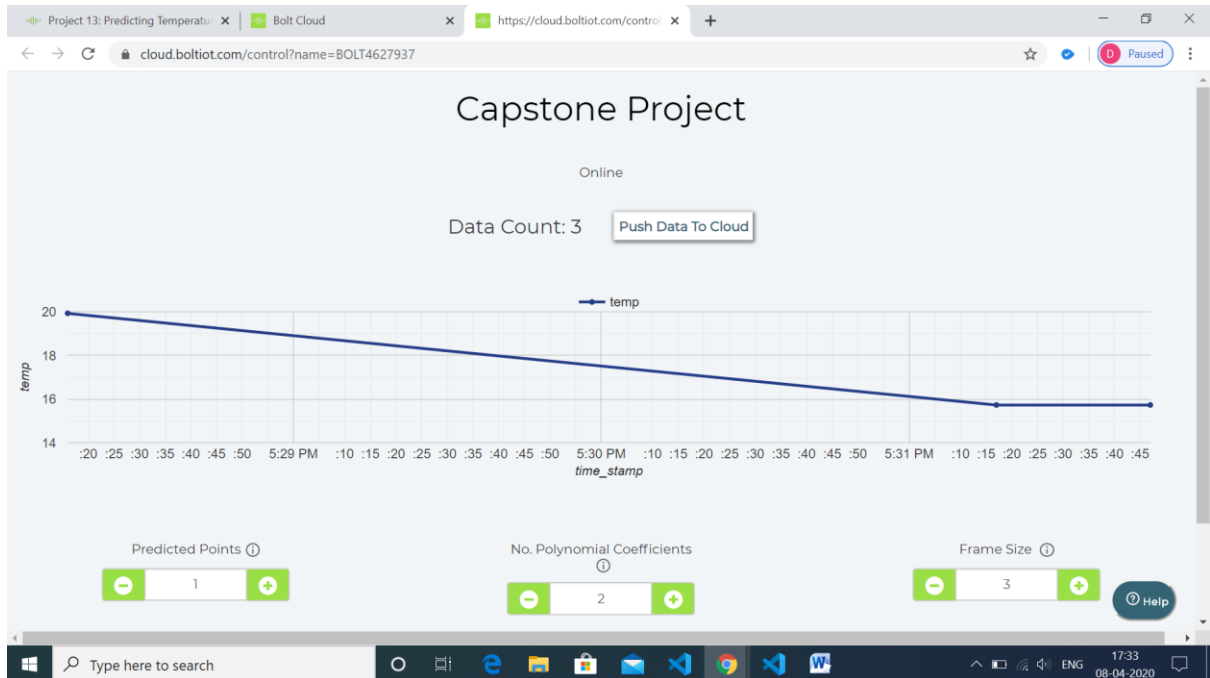 Project 13: Predicting Temperatur
Bolt Cloud
https://cloud.boltiot.com/control
cloud.boltiot.com/control?name=BOLT4627937
D Paused
Capstone Project
Online
Data Count: 3 Push Data To Cloud
temp
20
18
16
14
temp
:20 :25 :30 :35 :40 :45 :50 5:29 PM :10 :15 :20 :25 :30 :35 :40 :45 :50 5:30 PM :10 :15 :20 :25 :30 :35 :40 :45 :50 5:31 PM :10 :15 :20 :25 :30 :35 :40 :45
time_stamp
Predicted Points No. Polynomial Coefficients Frame Size
1 2 3
Help
Type here to search
W
ENG
17:33
08-04-2020